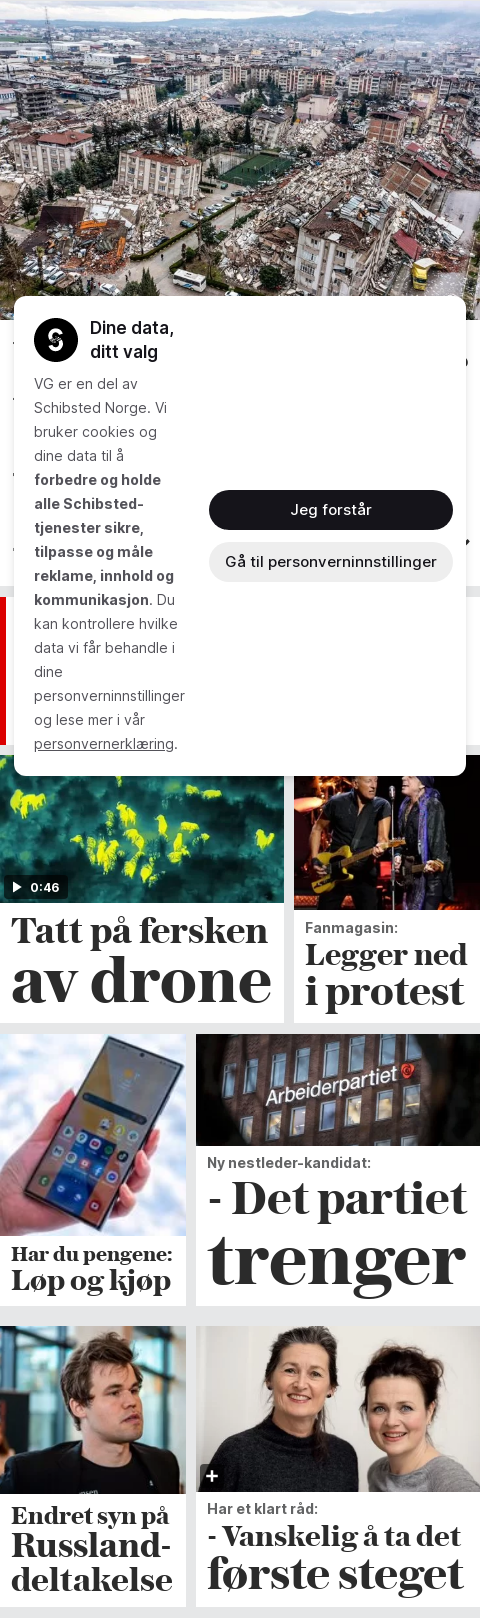 Dine data,
ditt valg
VG er en del av
Schibsted Norge. Vi
bruker cookies og
dine data til å
forbedre og holde
alle Schibsted-
tjenester sikre,
tilpasse og måle
reklame, innhold og
kommunikasjon. Du
kan kontrollere hvilke
data vi får behandle i
dine
personverninnstillinger
og lese mer i vår
personvernerklæring.
Jeg forstår
Gå til personverninnstillinger
0:46
Tatt på fersken
av drone
Fanmagasin:
Legger ned
i protest
Har du pengene:
Løp og kjøp
Arbeiderpartiet
Ny nestleder-kandidat:
- Det partiet
trenger
Endret syn på
Russland-
deltakelse
Har et klart råd:
- Vanskelig å ta det
første steget